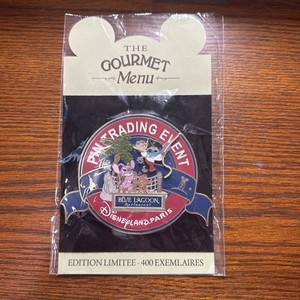 THE
GOURMET
Menu
PIN TRADING EVENT
BLUE LAGOON
Restaurant
DISNEYLAND PARIS
EDITION LIMITEE - 400 EXEMLAIRES